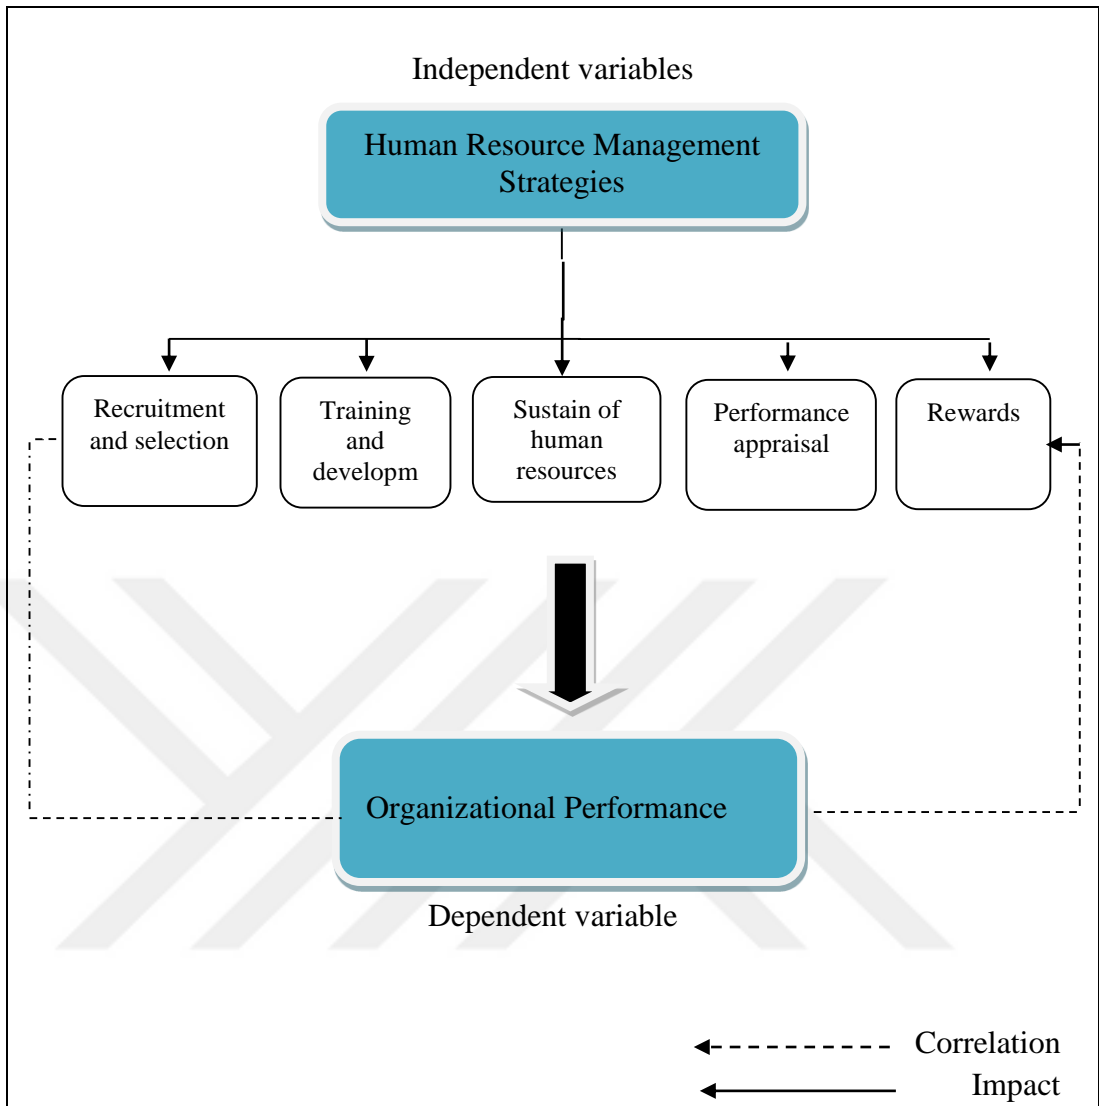 Independent variables
Human Resource Management
Strategies
Recruitment
and selection
Training
and
developm
Sustain of
human
resources
Performance
appraisal
Rewards
Organizational Performance
Dependent variable
Correlation
Impact